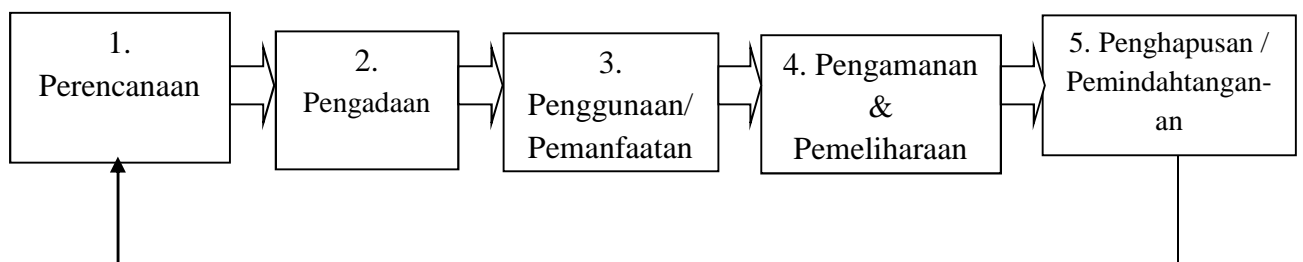 1.
Perencanaan
2.
Pengadaan
3.
Penggunaan/
Pemanfaatan
4. Pengamanan
&
Pemeliharaan
5. Penghapusan /
Pemindahtangan-
an